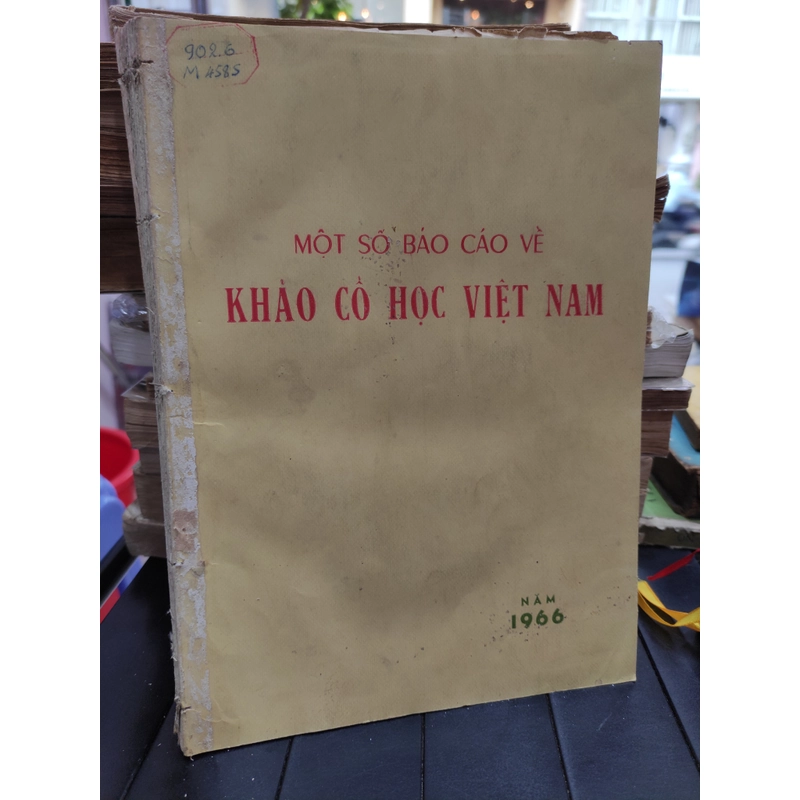 902.6
M 4585
MỘT SỐ BÁO CÁO VỀ
KHẢO CỔ HỌC VIỆT NAM
NĂM
1966